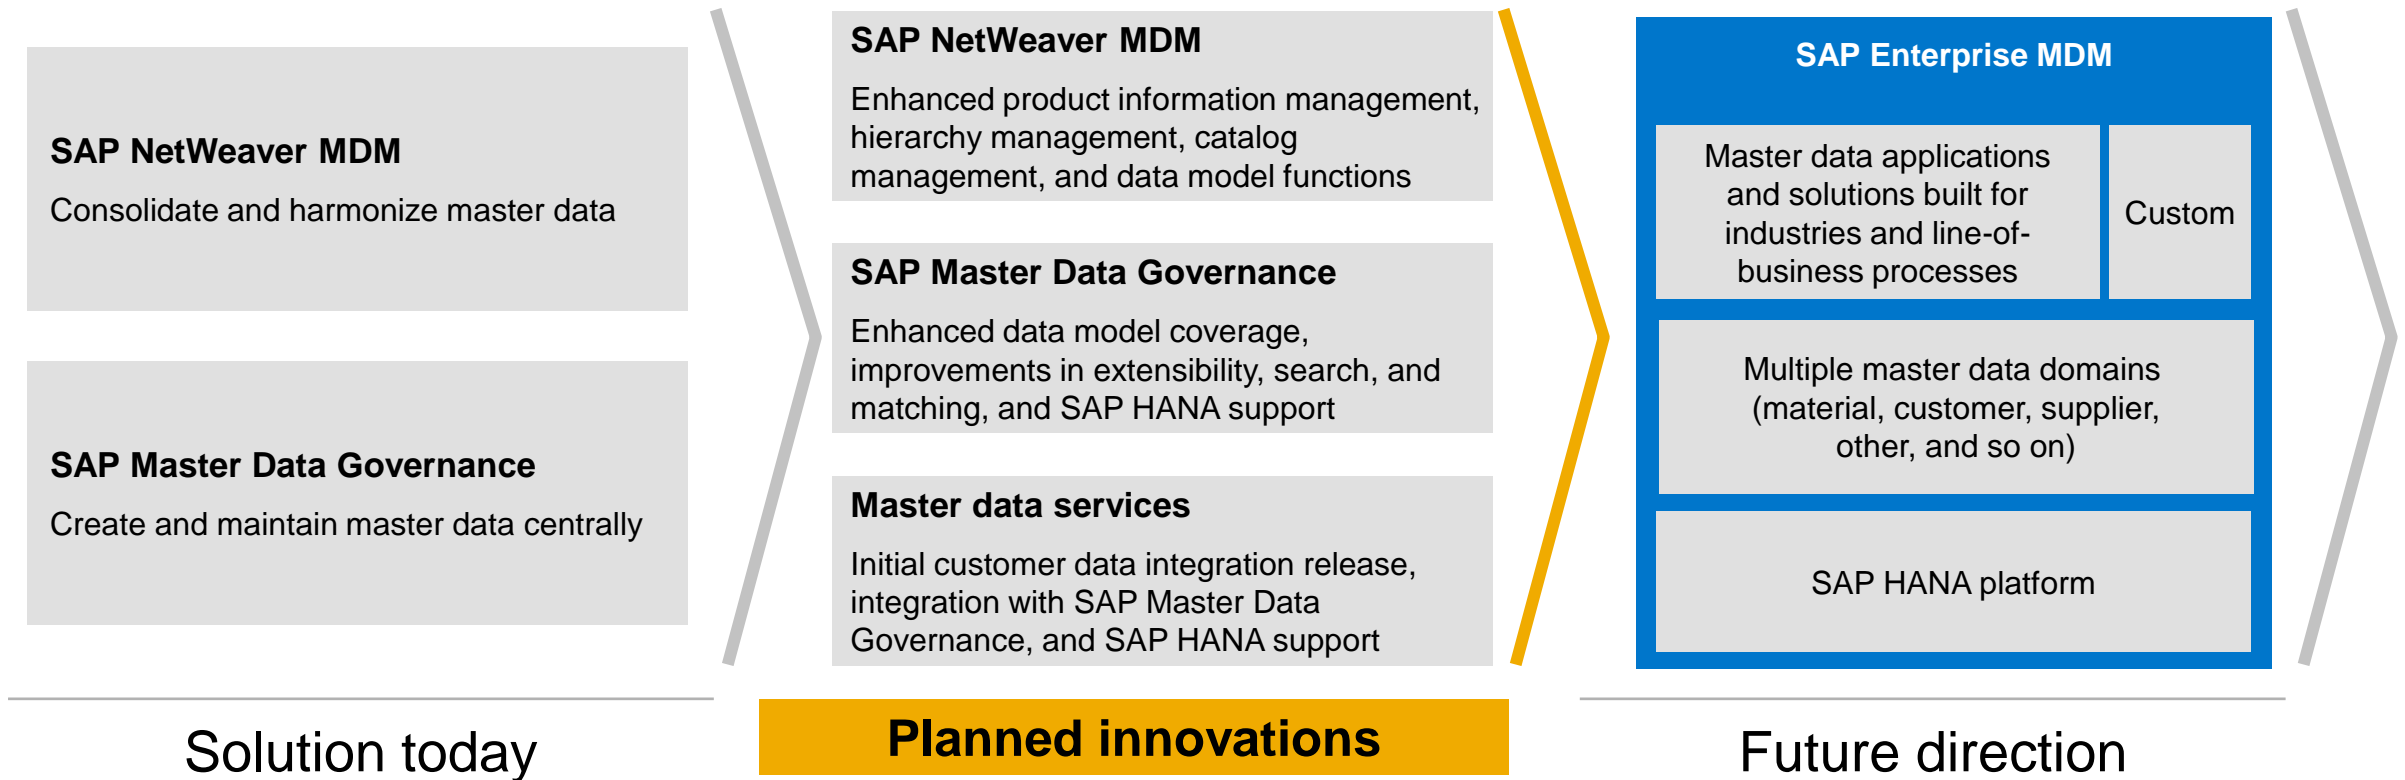 SAP NetWeaver MDM
Consolidate and harmonize master data
SAP Master Data Governance
Create and maintain master data centrally
Solution today
SAP NetWeaver MDM
Enhanced product information management,
hierarchy management, catalog
management, and data model functions
SAP Master Data Governance
Enhanced data model coverage,
improvements in extensibility, search, and
matching, and SAP HANA support
Master data services
Initial customer data integration release,
integration with SAP Master Data
Governance, and SAP HANA support
Planned innovations
SAP Enterprise MDM
Master data applications
and solutions built for
industries and line-of-
business processes
Custom
Multiple master data domains
(material, customer, supplier,
other, and so on)
SAP HANA platform
Future direction